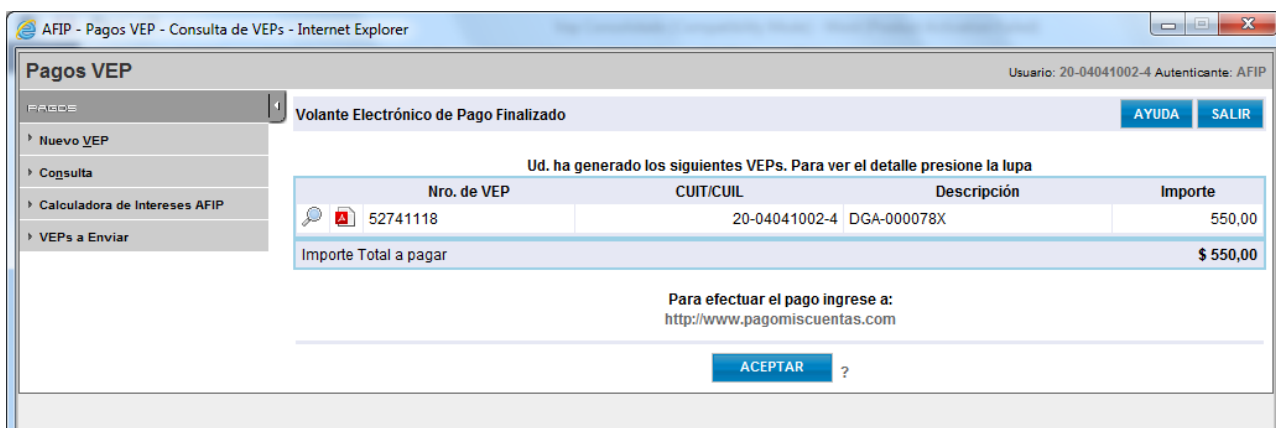 AFIP - Pagos VEP - Consulta de VEPs - Internet Explorer
Pagos VEP
Usuario: 20-04041002-4 Autenticante: AFIP
PAGOS
Volante Electrónico de Pago Finalizado
AYUDA
SALIR
Nuevo VEP
Consulta
Calculadora de Intereses AFIP
VEPs a Enviar
Ud. ha generado los siguientes VEPs. Para ver el detalle presione la lupa
Nro. de VEP CUIT/CUIL Descripción Importe
52741118 20-04041002-4 DGA-000078X 550,00
Importe Total a pagar $ 550,00
Para efectuar el pago ingrese a:
http://www.pagomiscuentas.com
ACEPTAR ?